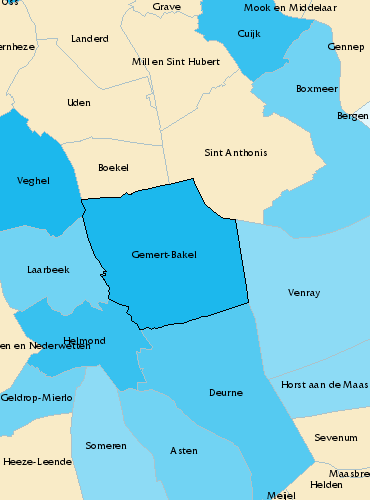 Oss
Grave
Mook en Middelaar
Cuijk
Landerd
ernheze
Gennep
Mill en Sint Hubert
Boxmeer
Uden
Bergen
Sint Anthonis
Boekel
Veghel
Gemert-Bakel
Laarbeek
Venray
Helmond
en en Nederwetten
Horst aan de Maas
Deurne
Geldrop-Mierlo
Sevenum
Someren
Asten
Heeze-Leende
Maasbree
Helden
Meijel